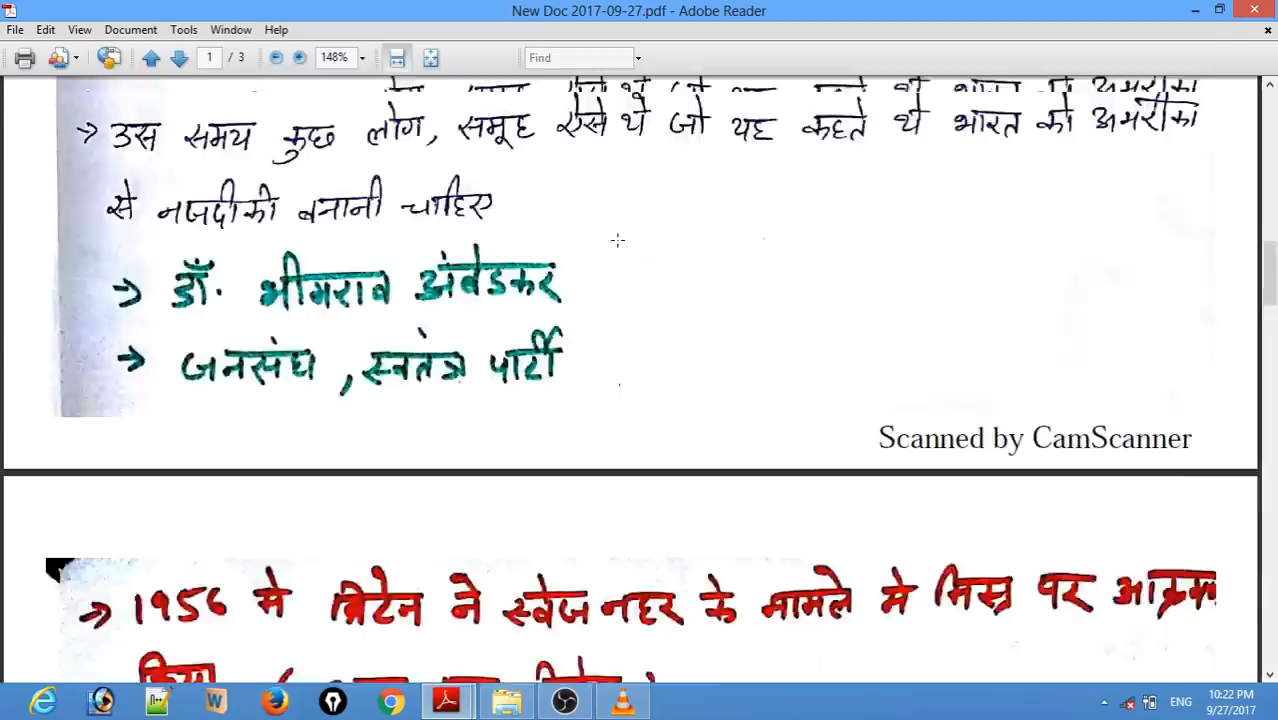 New Doc 2017-09-27.pdf - Adobe Reader
File Edit View Document Tools Window Help
1 / 3 148% Find
→ उस समय कुछ लोग, समूह ऐसे थे जो यह कहते थे भारत को अमरीका
से नजदीकी बनानी चाहिए
→ डॉ. भीमराव अंबेडकर
→ जनसंघ, स्वतंत्र पार्टी
Scanned by CamScanner
→ 1956 मे ब्रिटेन ने स्वेज नहर के मामले मे मिस्त्र पर आक्रम
किया
ENG
10:22 PM
9/27/2017